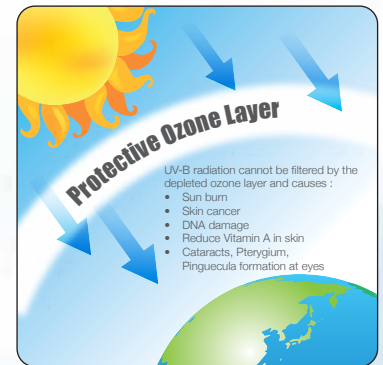 Protective Ozone Layer
UV-B radiation cannot be filtered by the
depleted ozone layer and causes :
• Sun burn
• Skin cancer
• DNA damage
• Reduce Vitamin A in skin
• Cataracts, Pterygium,
Pinguecula formation at eyes